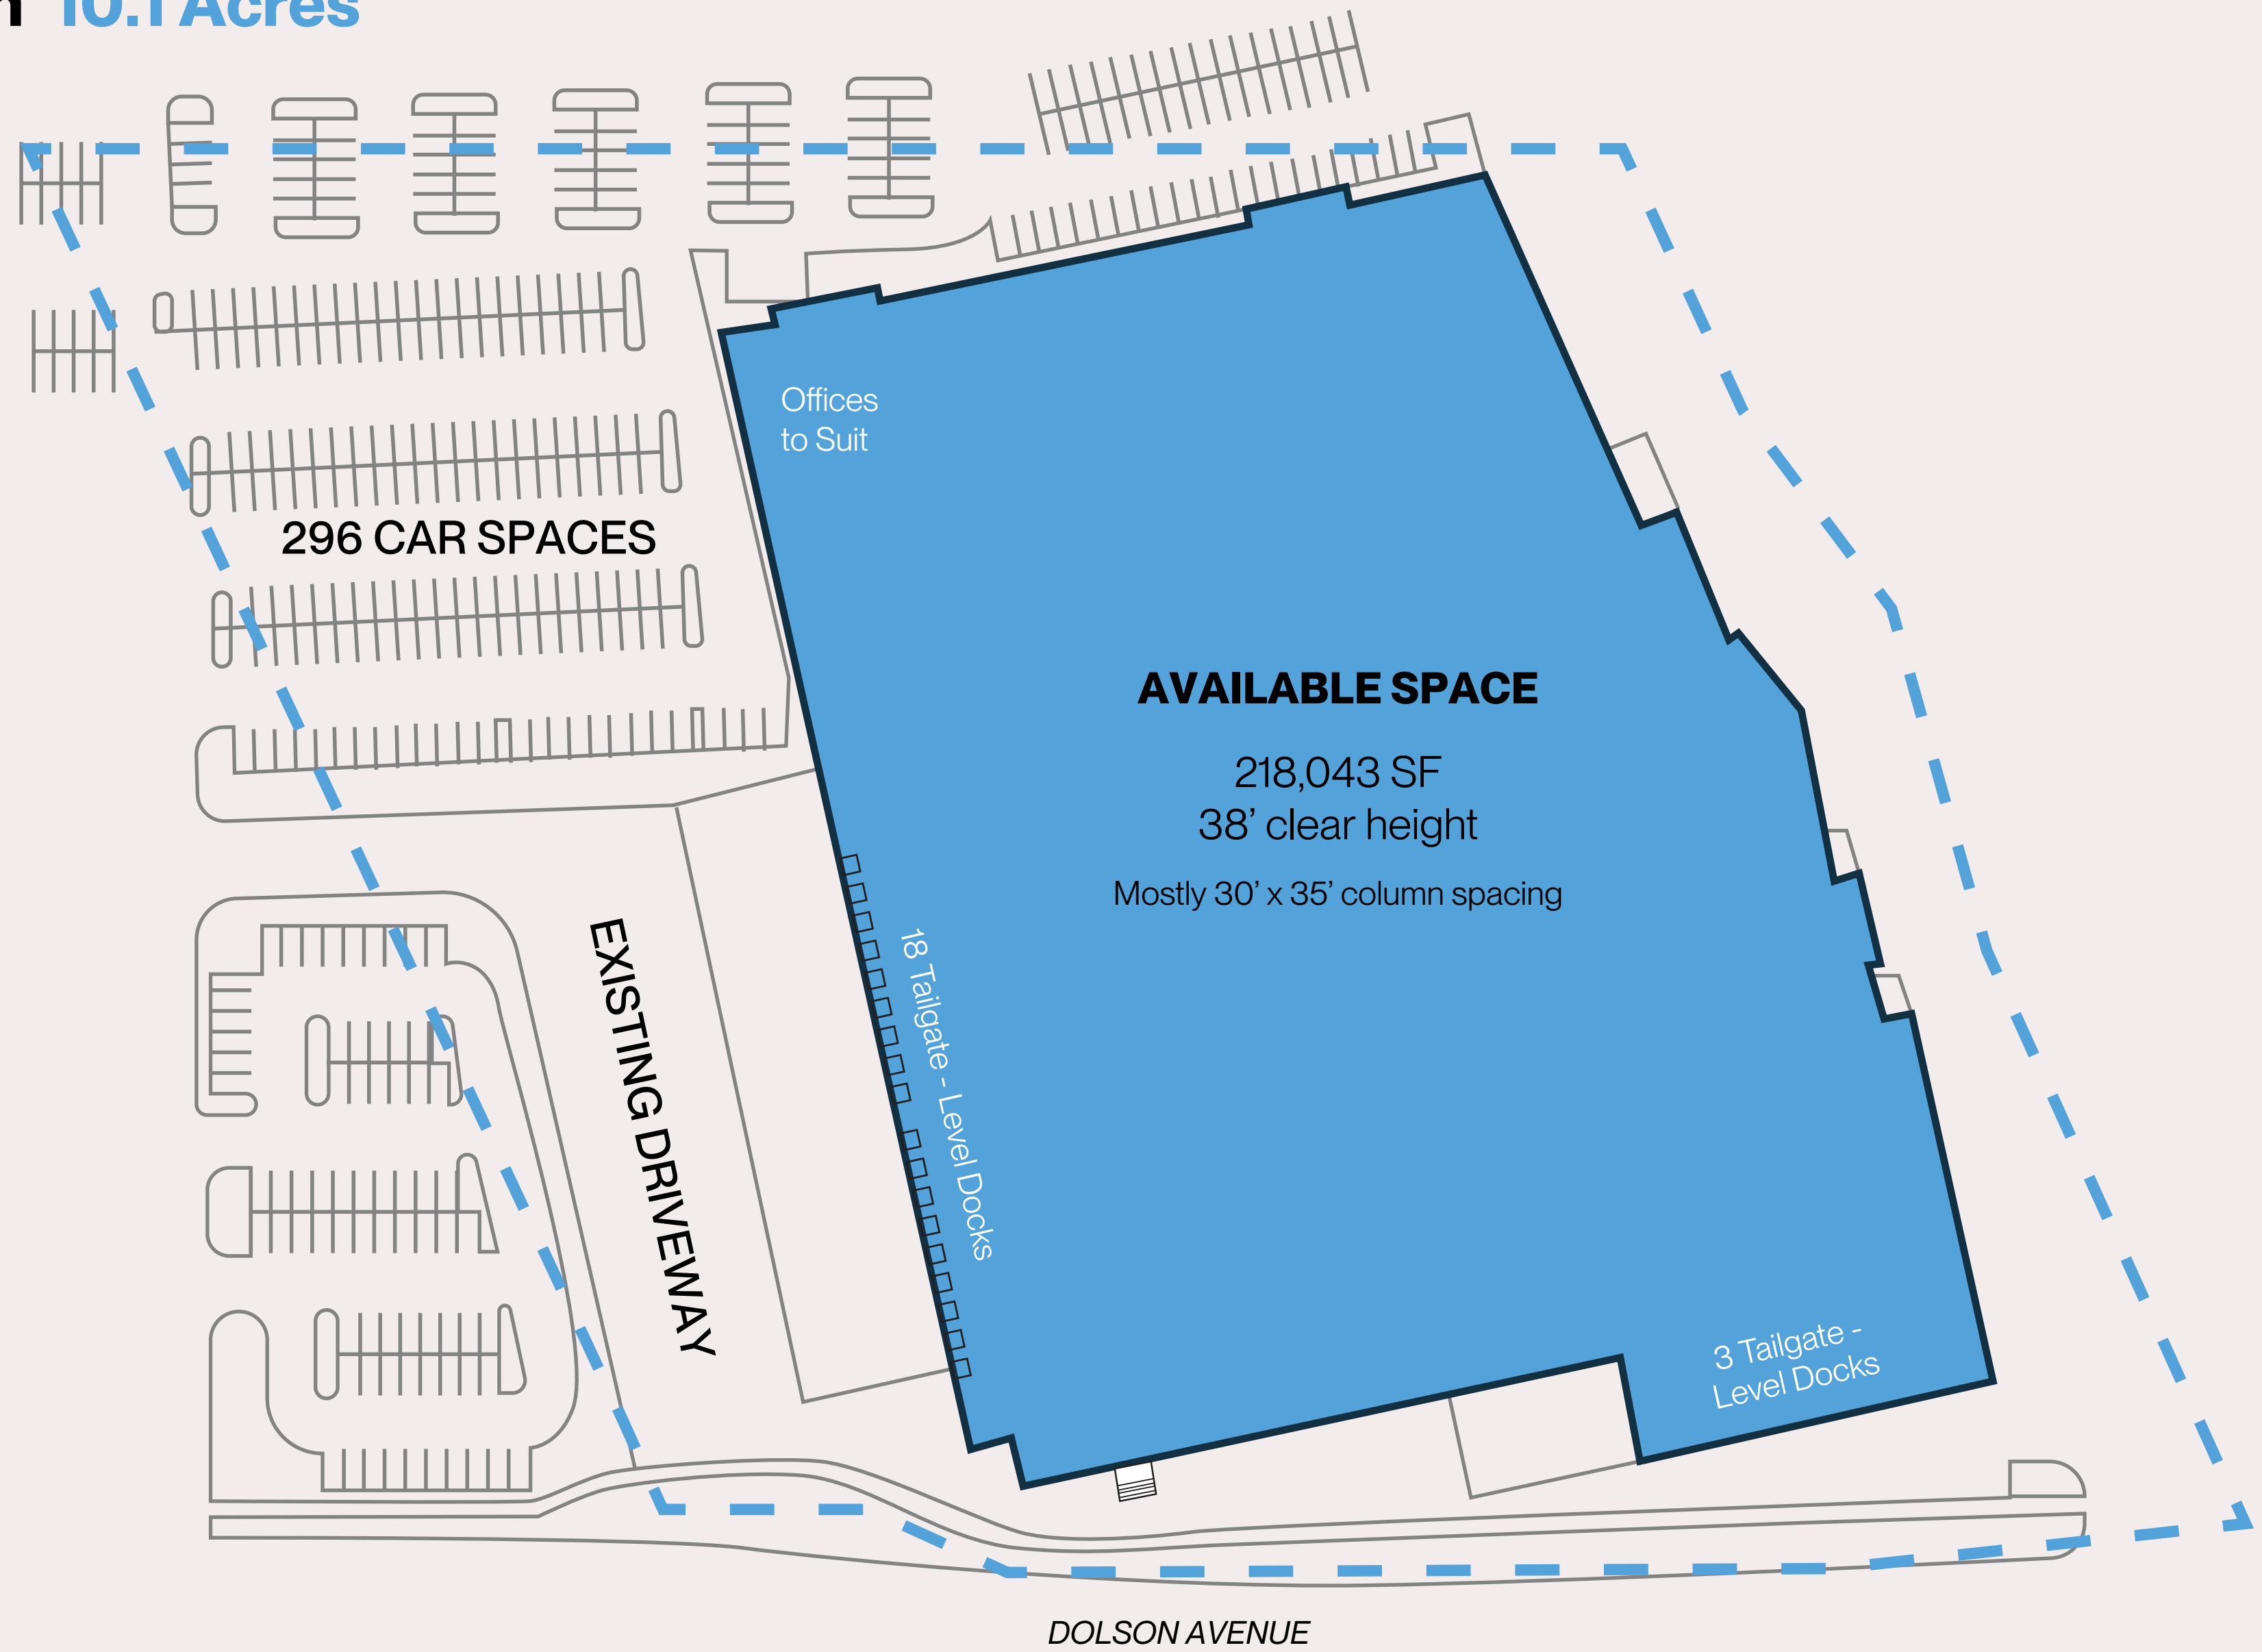 10.1 Acres
Offices
to Suit
296 CAR SPACES
AVAILABLE SPACE
218,043 SF
38’ clear height
Mostly 30’ x 35’ column spacing
18 Tailgate - Level Docks
EXISTING DRIVEWAY
3 Tailgate -
Level Docks
DOLSON AVENUE